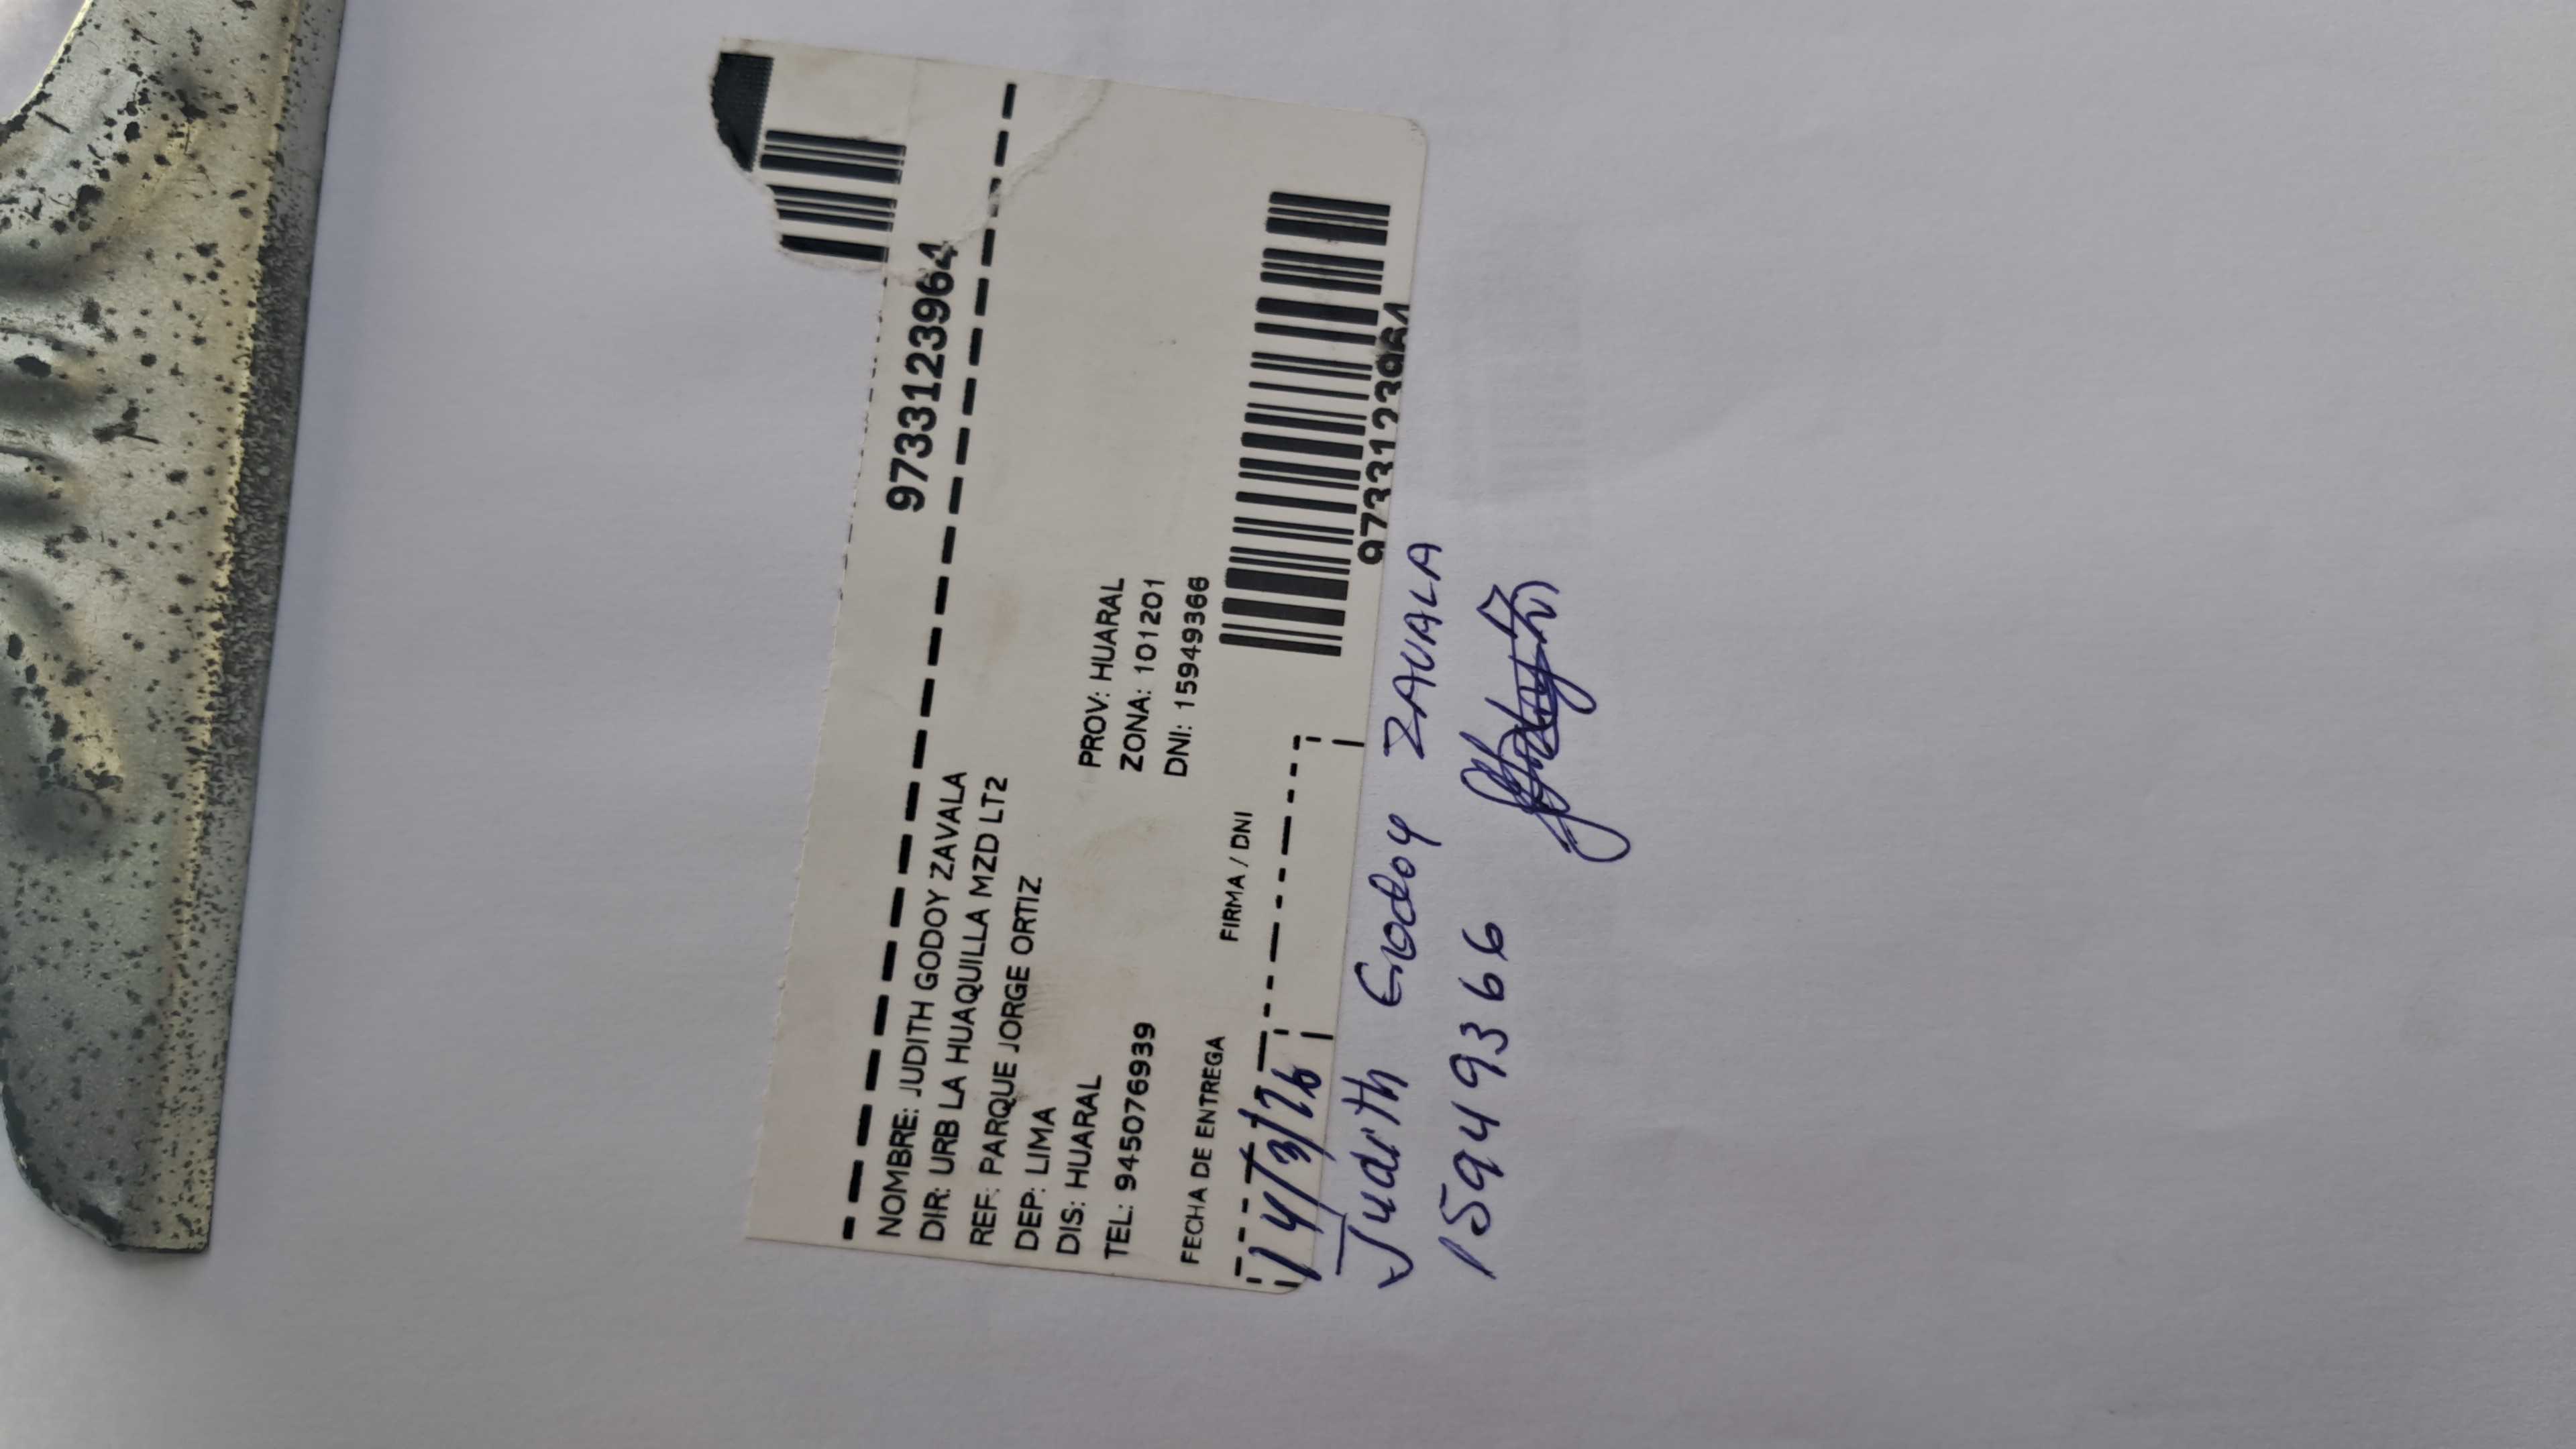 97331123964
NOMBRE: JUDITH GODOY ZAVALA
DIR: URB LA HUAQUILLA MZD LT2
REF: PARQUE JORGE ORTIZ
DEP: LIMA PROV: HUARAL
DIS: HUARAL ZONA: 101201
TEL: 945076939 DNI: 15949366
FECHA DE ENTREGA FIRMA / DNI
14/3/26
97331123964
Judith Godoy ZAVALA
15949366